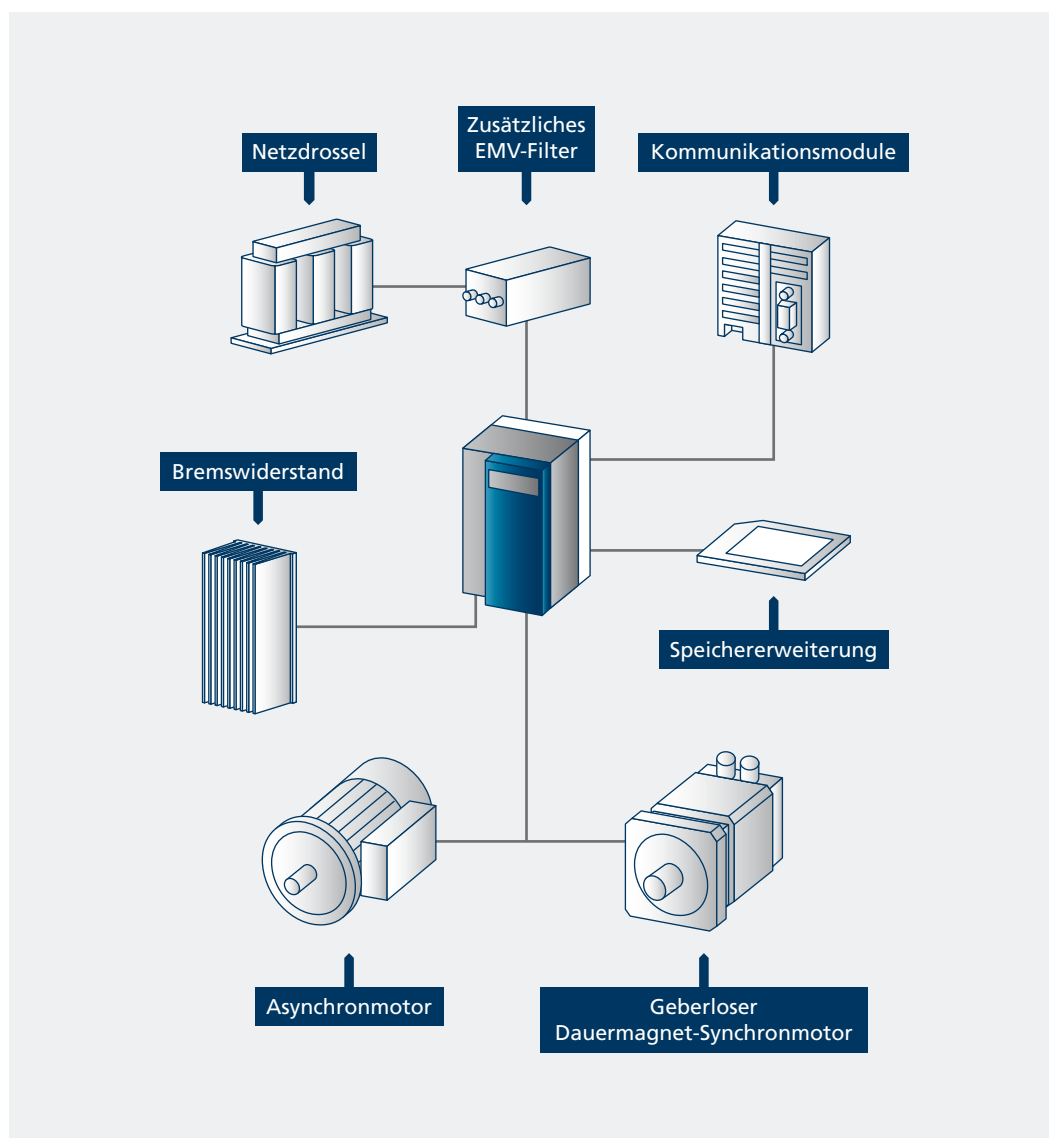 Netzdrossel
Zusätzliches
EMV-Filter
Kommunikationsmodule
Bremswiderstand
Speichererweiterung
Asynchronmotor
Geberloser
Dauermagnet-Synchronmotor